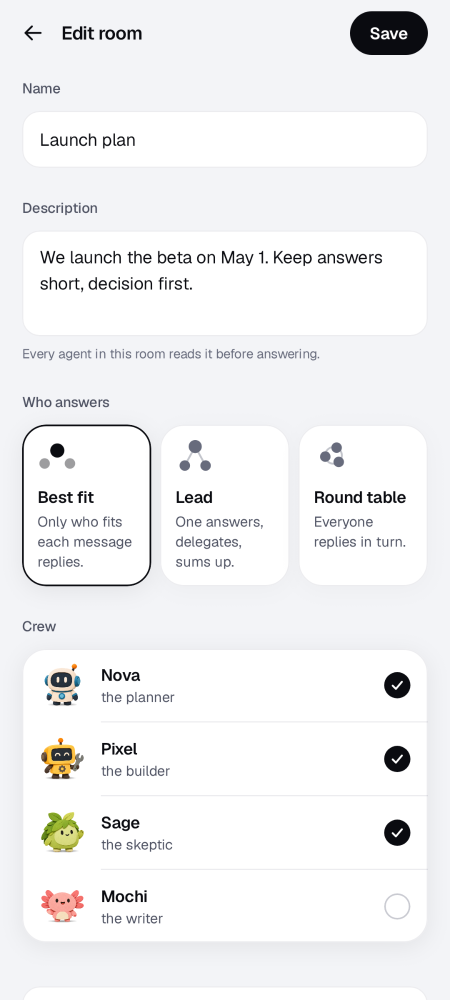 Edit room
Save
Name
Launch plan
Description
We launch the beta on May 1. Keep answers
short, decision first.
Every agent in this room reads it before answering.
Who answers
Best fit
Only who fits
each message
replies.
Lead
One answers,
delegates,
sums up.
Round table
Everyone
replies in turn.
Crew
Nova
the planner
Pixel
the builder
Sage
the skeptic
Mochi
the writer